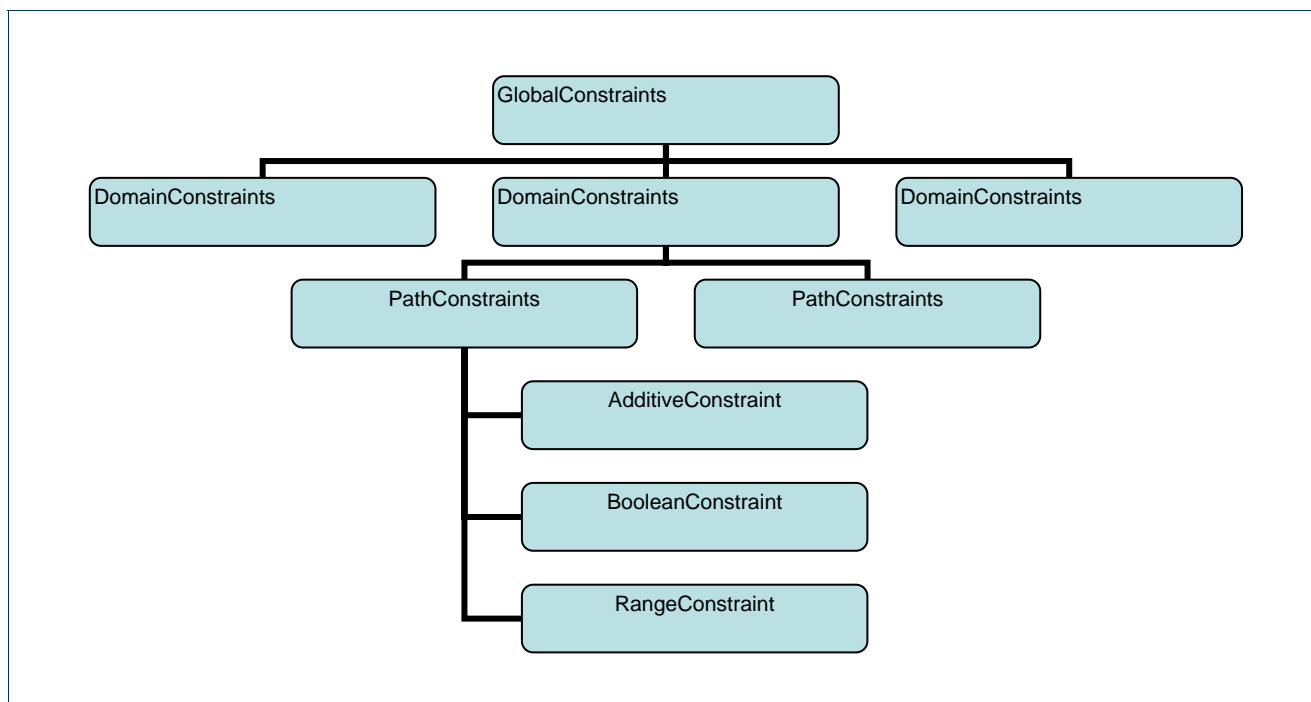 GlobalConstraints
DomainConstraints
DomainConstraints
DomainConstraints
PathConstraints
PathConstraints
AdditiveConstraint
BooleanConstraint
RangeConstraint